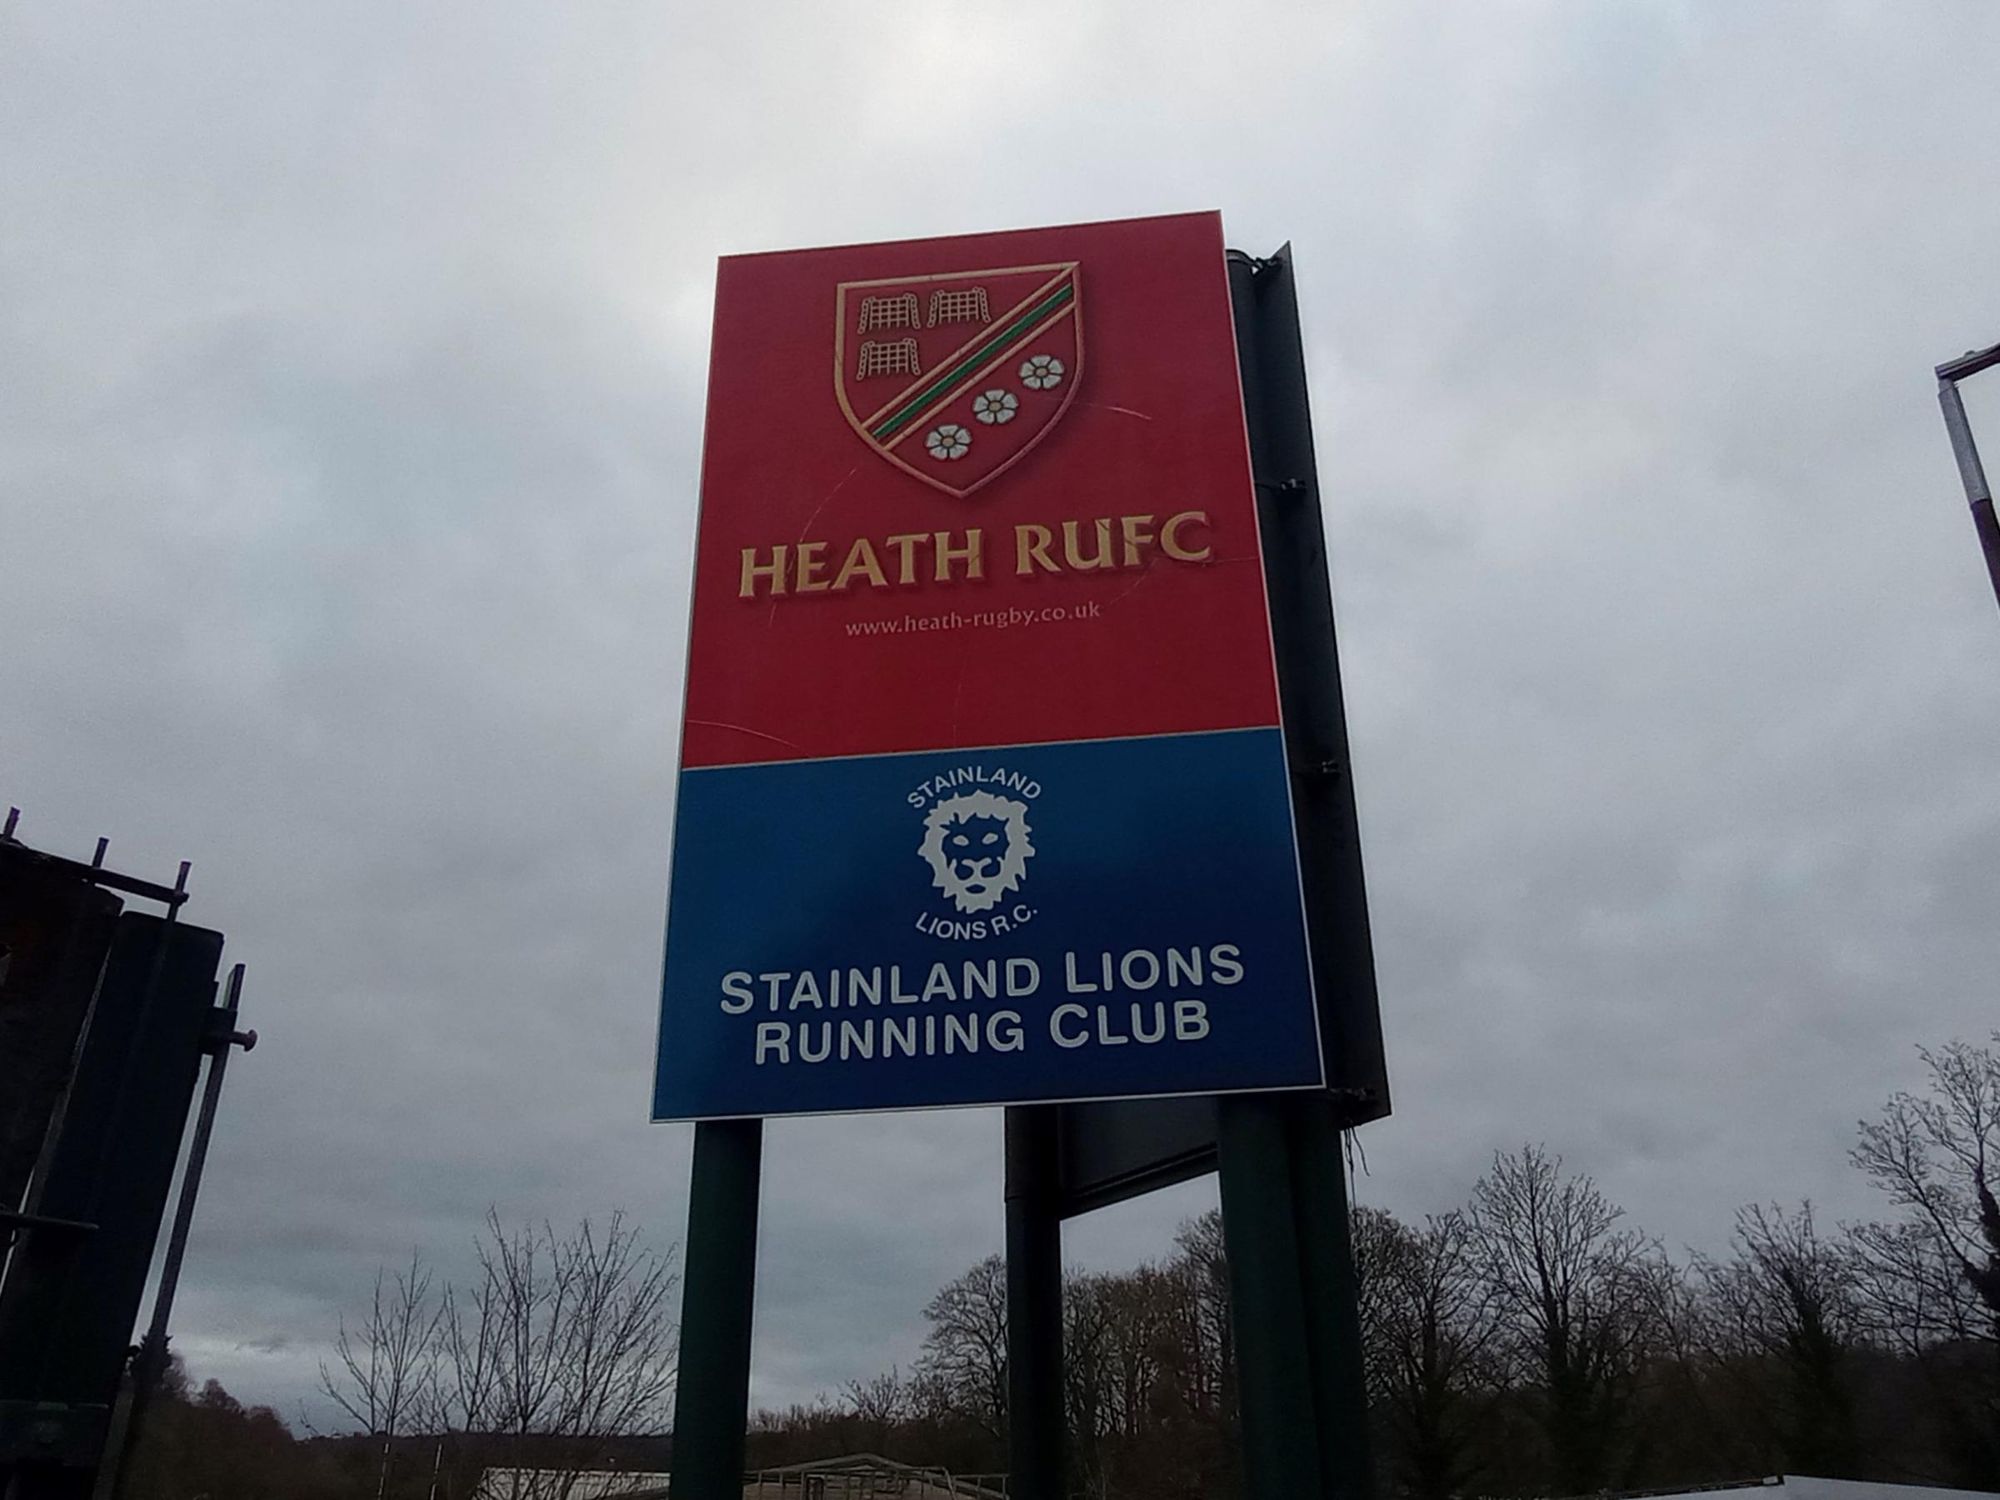 HEATH RUFC
www.heath-rugby.co.uk
STAINLAND
LIONS R.C.
STAINLAND LIONS
RUNNING CLUB